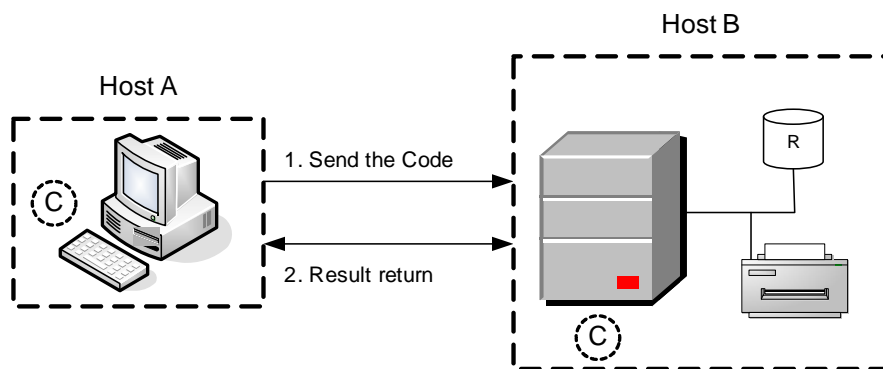 Host B
Host A
R
1. Send the Code
C
2. Result return
C